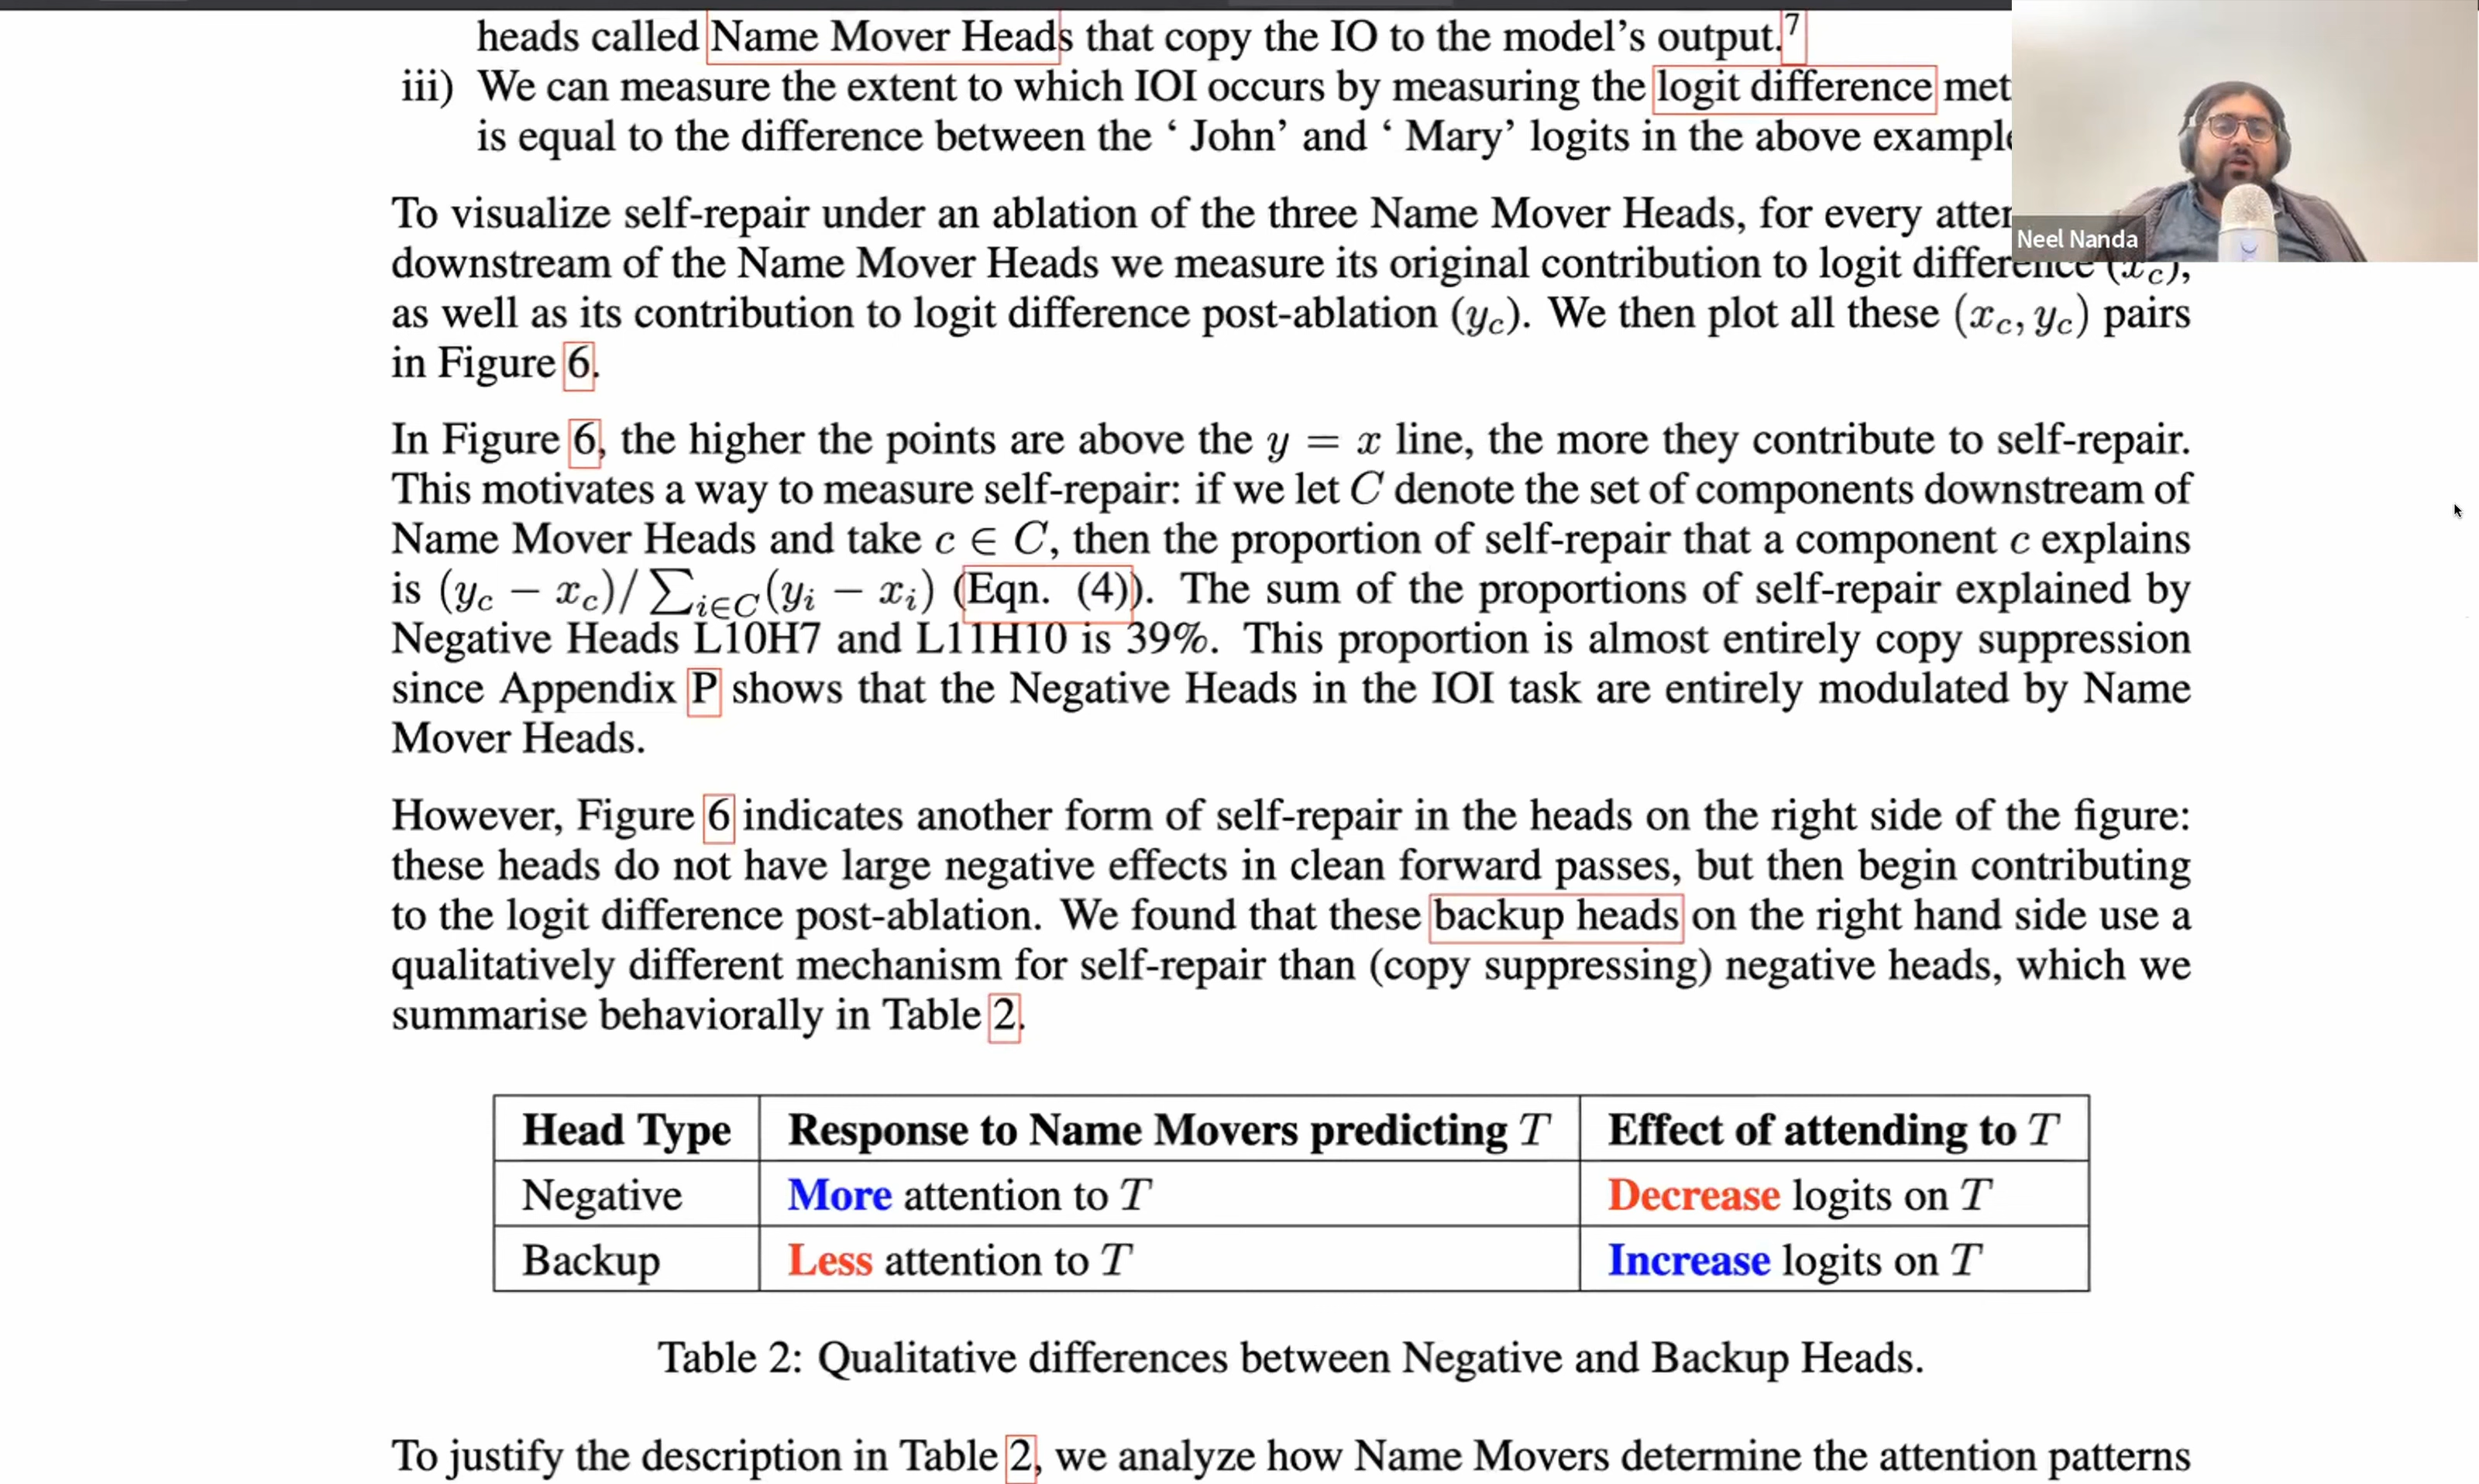 heads called Name Mover Heads that copy the IO to the model's output.7
iii) We can measure the extent to which IOI occurs by measuring the logit difference met
is equal to the difference between the ‘ John’ and ‘ Mary’ logits in the above example
To visualize self-repair under an ablation of the three Name Mover Heads, for every atten
Neel Nanda
downstream of the Name Mover Heads we measure its original contribution to logit difference (x_c),
as well as its contribution to logit difference post-ablation (y_c). We then plot all these (x_c, y_c) pairs
in Figure 6.
In Figure 6, the higher the points are above the y = x line, the more they contribute to self-repair.
This motivates a way to measure self-repair: if we let C denote the set of components downstream of
Name Mover Heads and take c ∈ C, then the proportion of self-repair that a component c explains
is (y_c − x_c)/ ∑_{i∈C}(y_i − x_i) (Eqn. (4)). The sum of the proportions of self-repair explained by
Negative Heads L10H7 and L11H10 is 39%. This proportion is almost entirely copy suppression
since Appendix P shows that the Negative Heads in the IOI task are entirely modulated by Name
Mover Heads.
However, Figure 6 indicates another form of self-repair in the heads on the right side of the figure:
these heads do not have large negative effects in clean forward passes, but then begin contributing
to the logit difference post-ablation. We found that these backup heads on the right hand side use a
qualitatively different mechanism for self-repair than (copy suppressing) negative heads, which we
summarise behaviorally in Table 2.
Head Type Response to Name Movers predicting T Effect of attending to T
Negative More attention to T Decrease logits on T
Backup Less attention to T Increase logits on T
Table 2: Qualitative differences between Negative and Backup Heads.
To justify the description in Table 2, we analyze how Name Movers determine the attention patterns